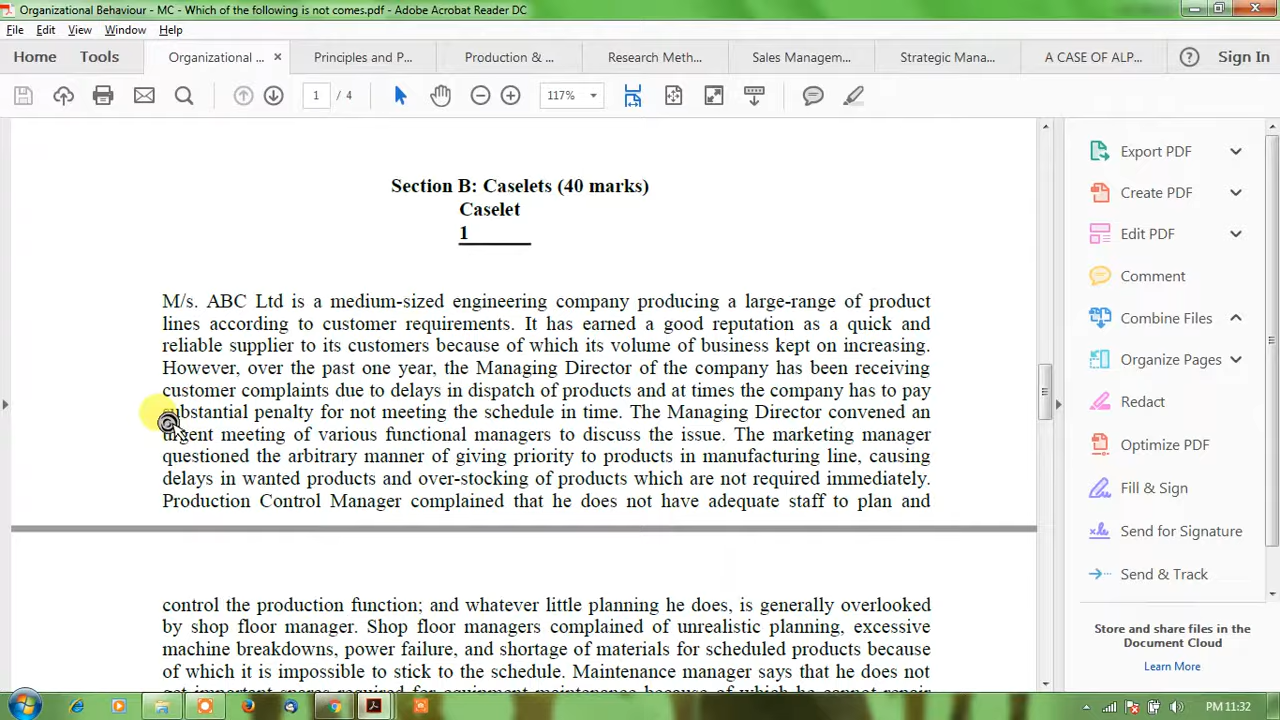 Organizational Behaviour - MC - Which of the following is not comes.pdf - Adobe Acrobat Reader DC
File Edit View Window Help
Home Tools Organizational ... × Principles and P... Production & ... Research Meth... Sales Managem... Strategic Mana... A CASE OF ALP... Sign In
1 / 4 117%
Section B: Caselets (40 marks)
Caselet
1
M/s. ABC Ltd is a medium-sized engineering company producing a large-range of product
lines according to customer requirements. It has earned a good reputation as a quick and
reliable supplier to its customers because of which its volume of business kept on increasing.
However, over the past one year, the Managing Director of the company has been receiving
customer complaints due to delays in dispatch of products and at times the company has to pay
substantial penalty for not meeting the schedule in time. The Managing Director convened an
urgent meeting of various functional managers to discuss the issue. The marketing manager
questioned the arbitrary manner of giving priority to products in manufacturing line, causing
delays in wanted products and over-stocking of products which are not required immediately.
Production Control Manager complained that he does not have adequate staff to plan and
control the production function; and whatever little planning he does, is generally overlooked
by shop floor manager. Shop floor managers complained of unrealistic planning, excessive
machine breakdowns, power failure, and shortage of materials for scheduled products because
of which it is impossible to stick to the schedule. Maintenance manager says that he does not
get important spares required for equipment maintenance because of which he cannot repair
Export PDF
Create PDF
Edit PDF
Comment
Combine Files
Organize Pages
Redact
Optimize PDF
Fill & Sign
Send for Signature
Send & Track
Store and share files in the
Document Cloud
Learn More
PM 11:32